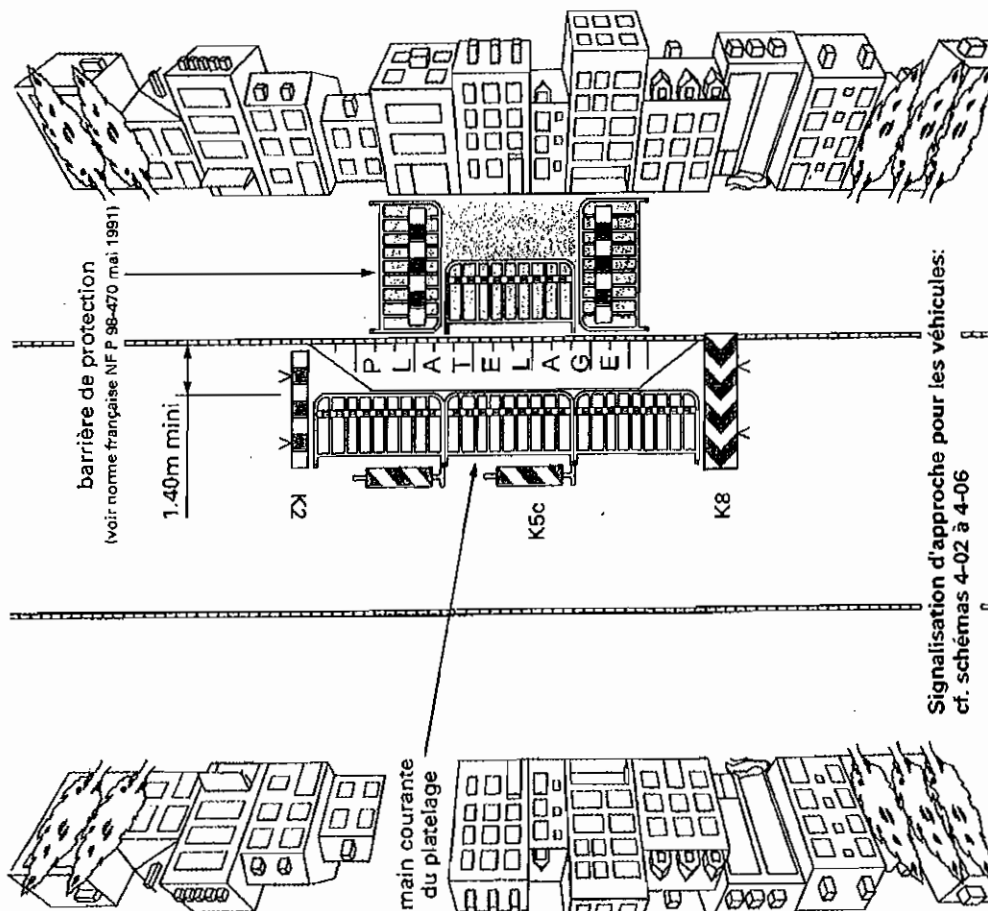 barrière de protection
(voir norme française NF P 98-470 mai 1991)
1.40m mini
K2
PLATELAGE
K5c
K8
main courante
du platelage
Signalisation d'approche pour les véhicules:
cf. schémas 4-02 à 4-06